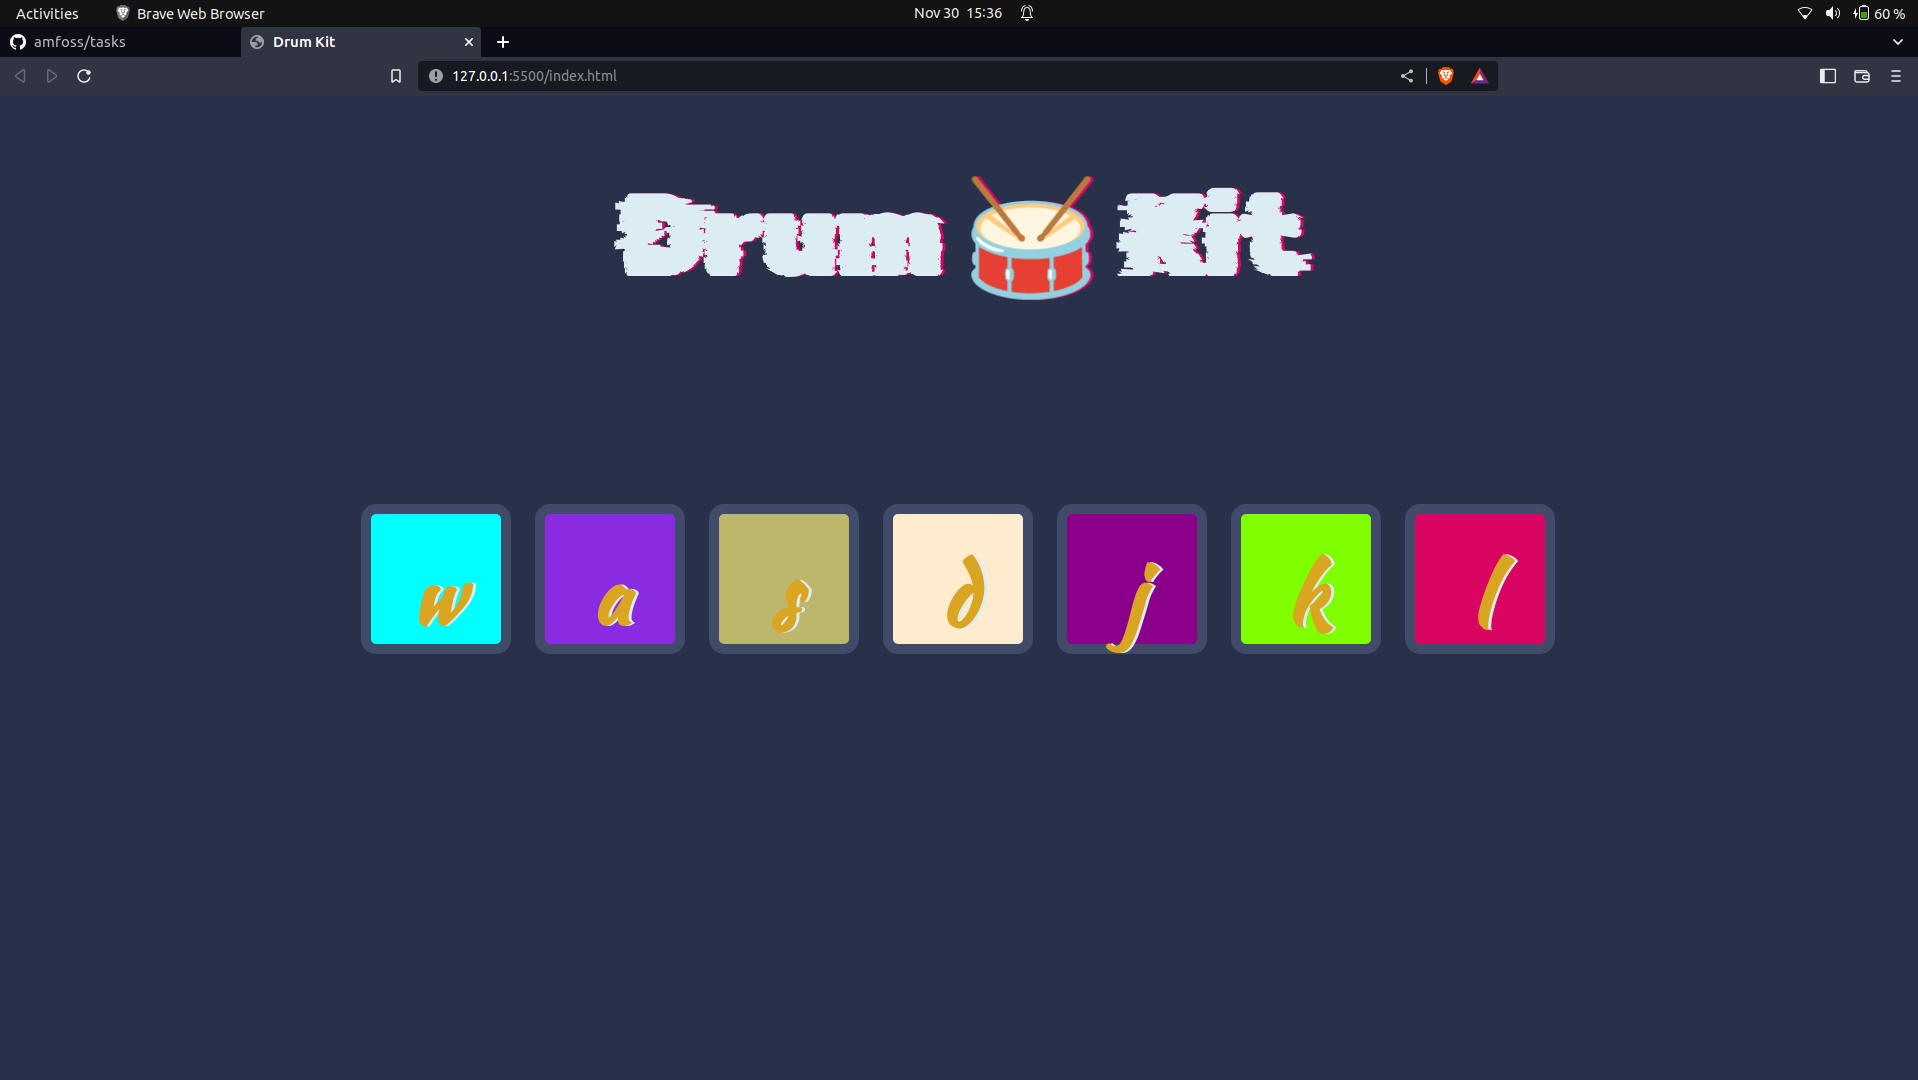 Activities Brave Web Browser Nov 30 15:36 60 %
amfoss/tasks Drum Kit
127.0.0.1:5500/index.html
Drum 🥁 Kit
w a s d j k l